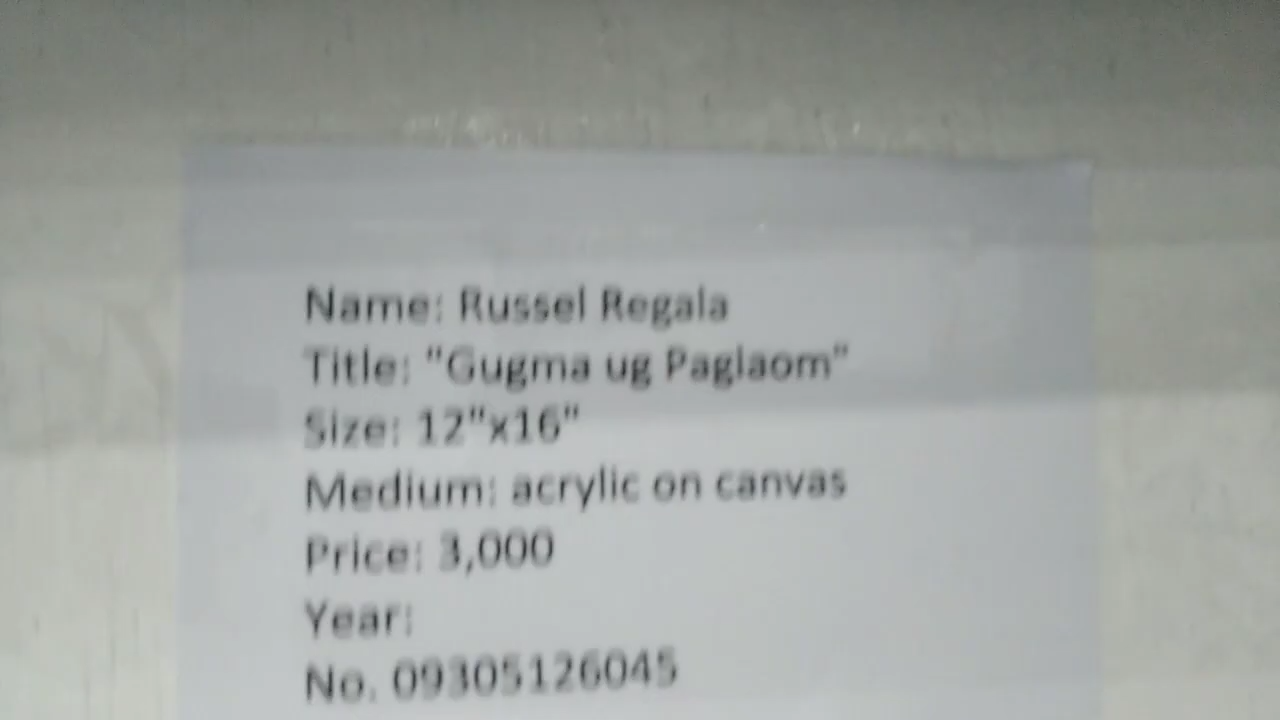 Name: Russel Regala
Title: "Gugma ug Paglaom"
Size: 12"x16"
Medium: acrylic on canvas
Price: 3,000
Year:
No. 09305126045